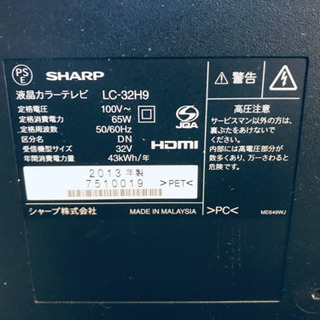 PS
E
SHARP
液晶カラーテレビ LC-32H9
定格電圧: 100V~
定格消費電力: 65W
定格周波数: 50/60Hz
区分名: DN
受信機型サイズ: 32V
年間消費電力量: 43kWh/年
JQA
HDMI
2013年製
7510019
>PET<
シャープ株式会社
MADE IN MALAYSIA
⚠警告
高圧注意
サービスマン以外の方は、
裏ぶたをあけないで
ください。
内部には高電圧部分が
数多くあり、万一さわると
危険です。
>PC<